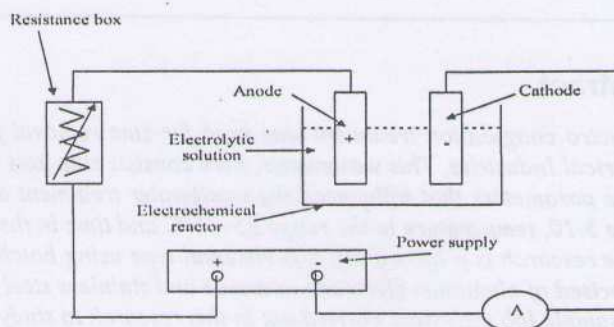 Resistance box
Anode
Cathode
Electrolytic
solution
+
-
Electrochemical
reactor
Power supply
+
-
A